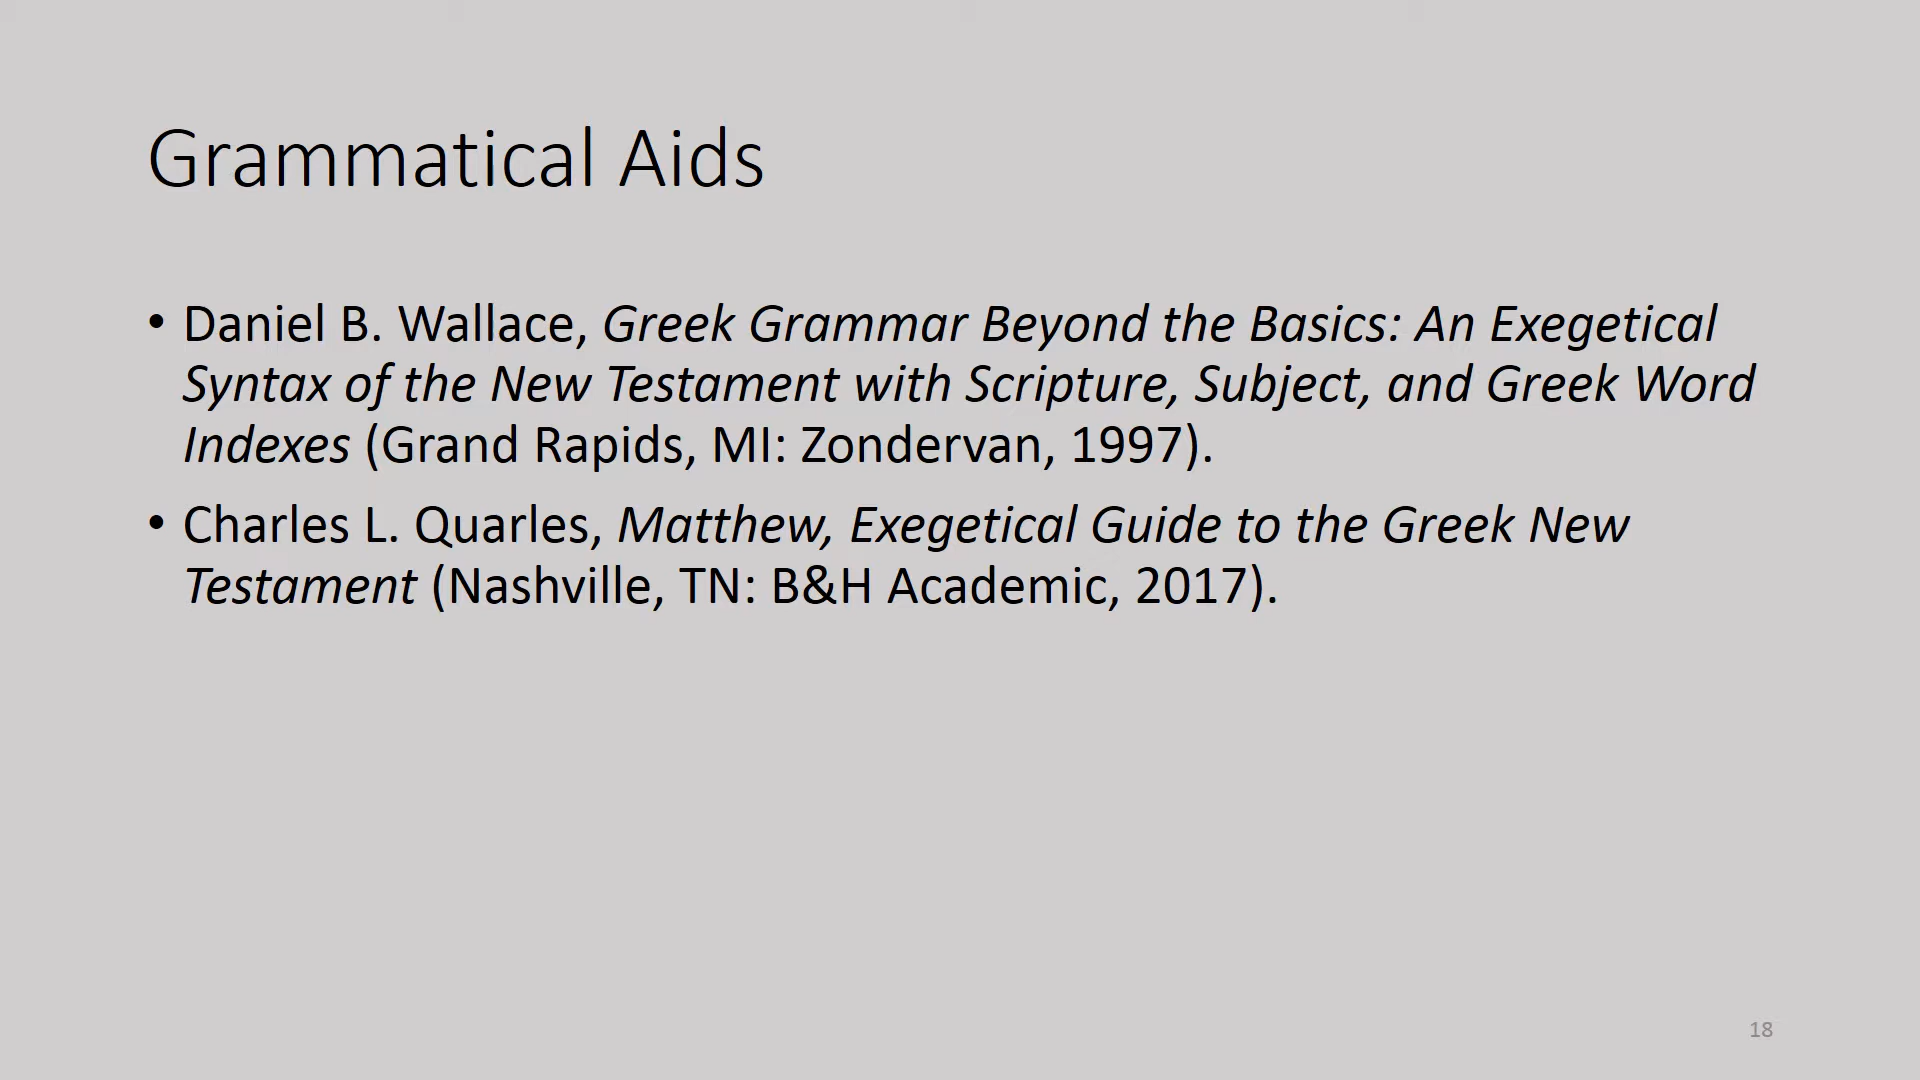 Grammatical Aids
• Daniel B. Wallace, Greek Grammar Beyond the Basics: An Exegetical
Syntax of the New Testament with Scripture, Subject, and Greek Word
Indexes (Grand Rapids, MI: Zondervan, 1997).
• Charles L. Quarles, Matthew, Exegetical Guide to the Greek New
Testament (Nashville, TN: B&H Academic, 2017).
18